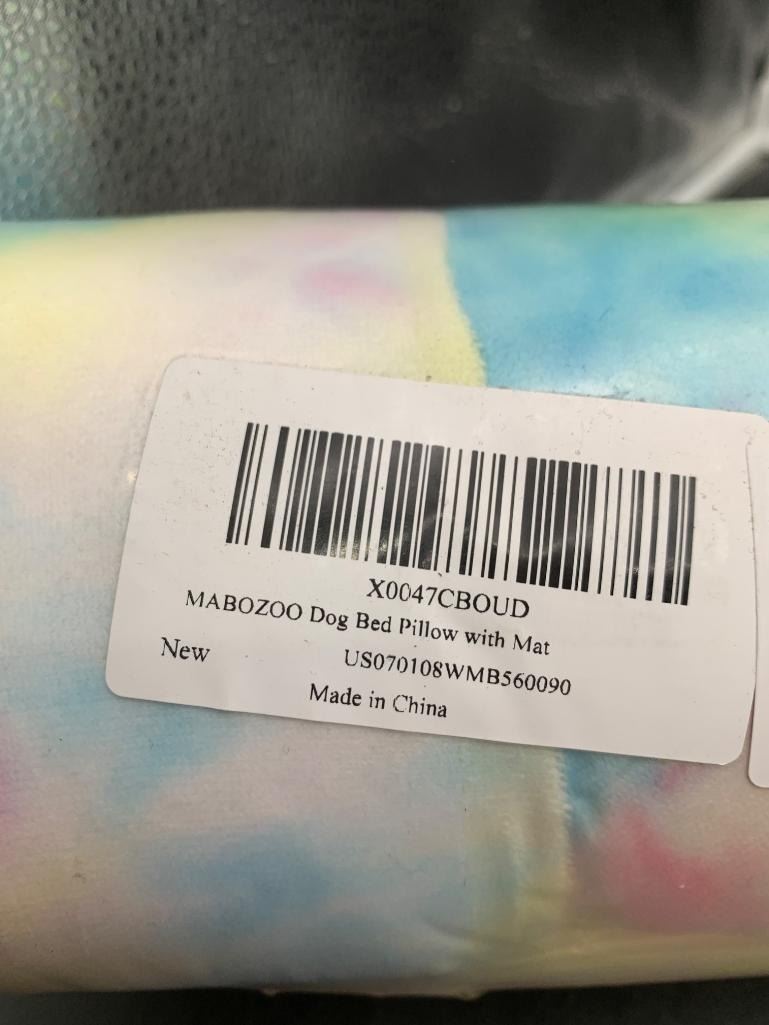 X0047CBOUD
MABOZOO Dog Bed Pillow with Mat
New US070108WMB560090
Made in China